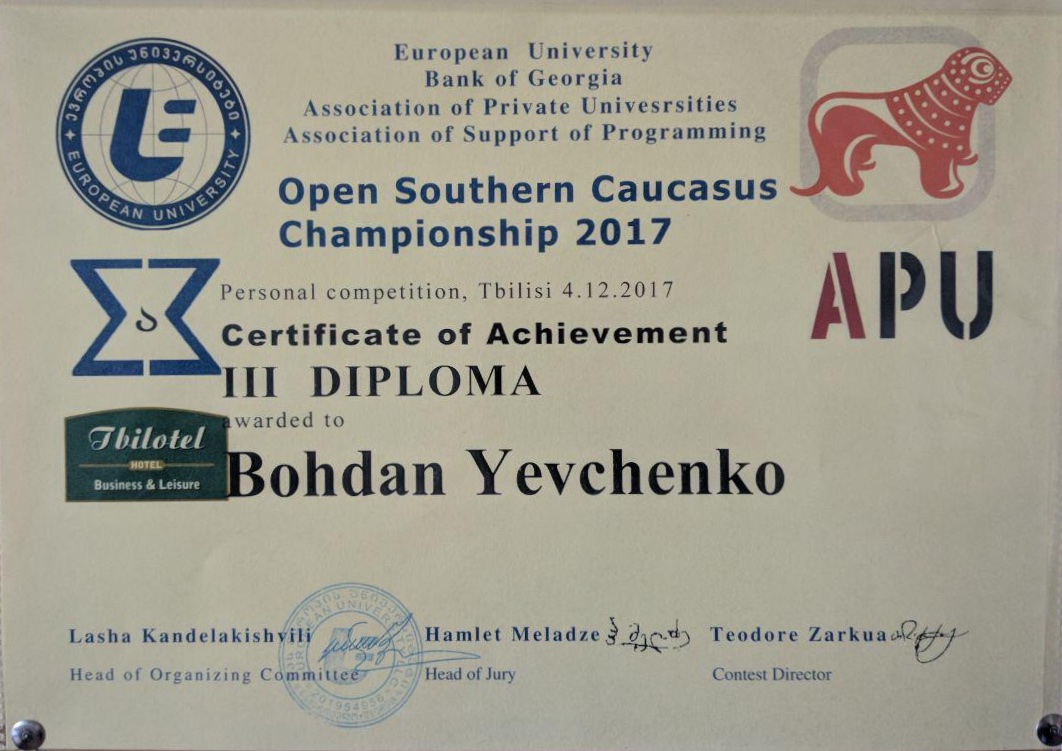 European University
Bank of Georgia
Association of Private Univesrsities
Association of Support of Programming
ევროპის უნივერსიტეტი
EUROPEAN UNIVERSITY
Open Southern Caucasus
Championship 2017
APU
Personal competition, Tbilisi 4.12.2017
Certificate of Achievement
III DIPLOMA
awarded to
Tbilotel
HOTEL
Business & Leisure
Bohdan Yevchenko
Lasha Kandelakishvili Hamlet Meladze Teodore Zarkua
Head of Organizing Committee Head of Jury Contest Director